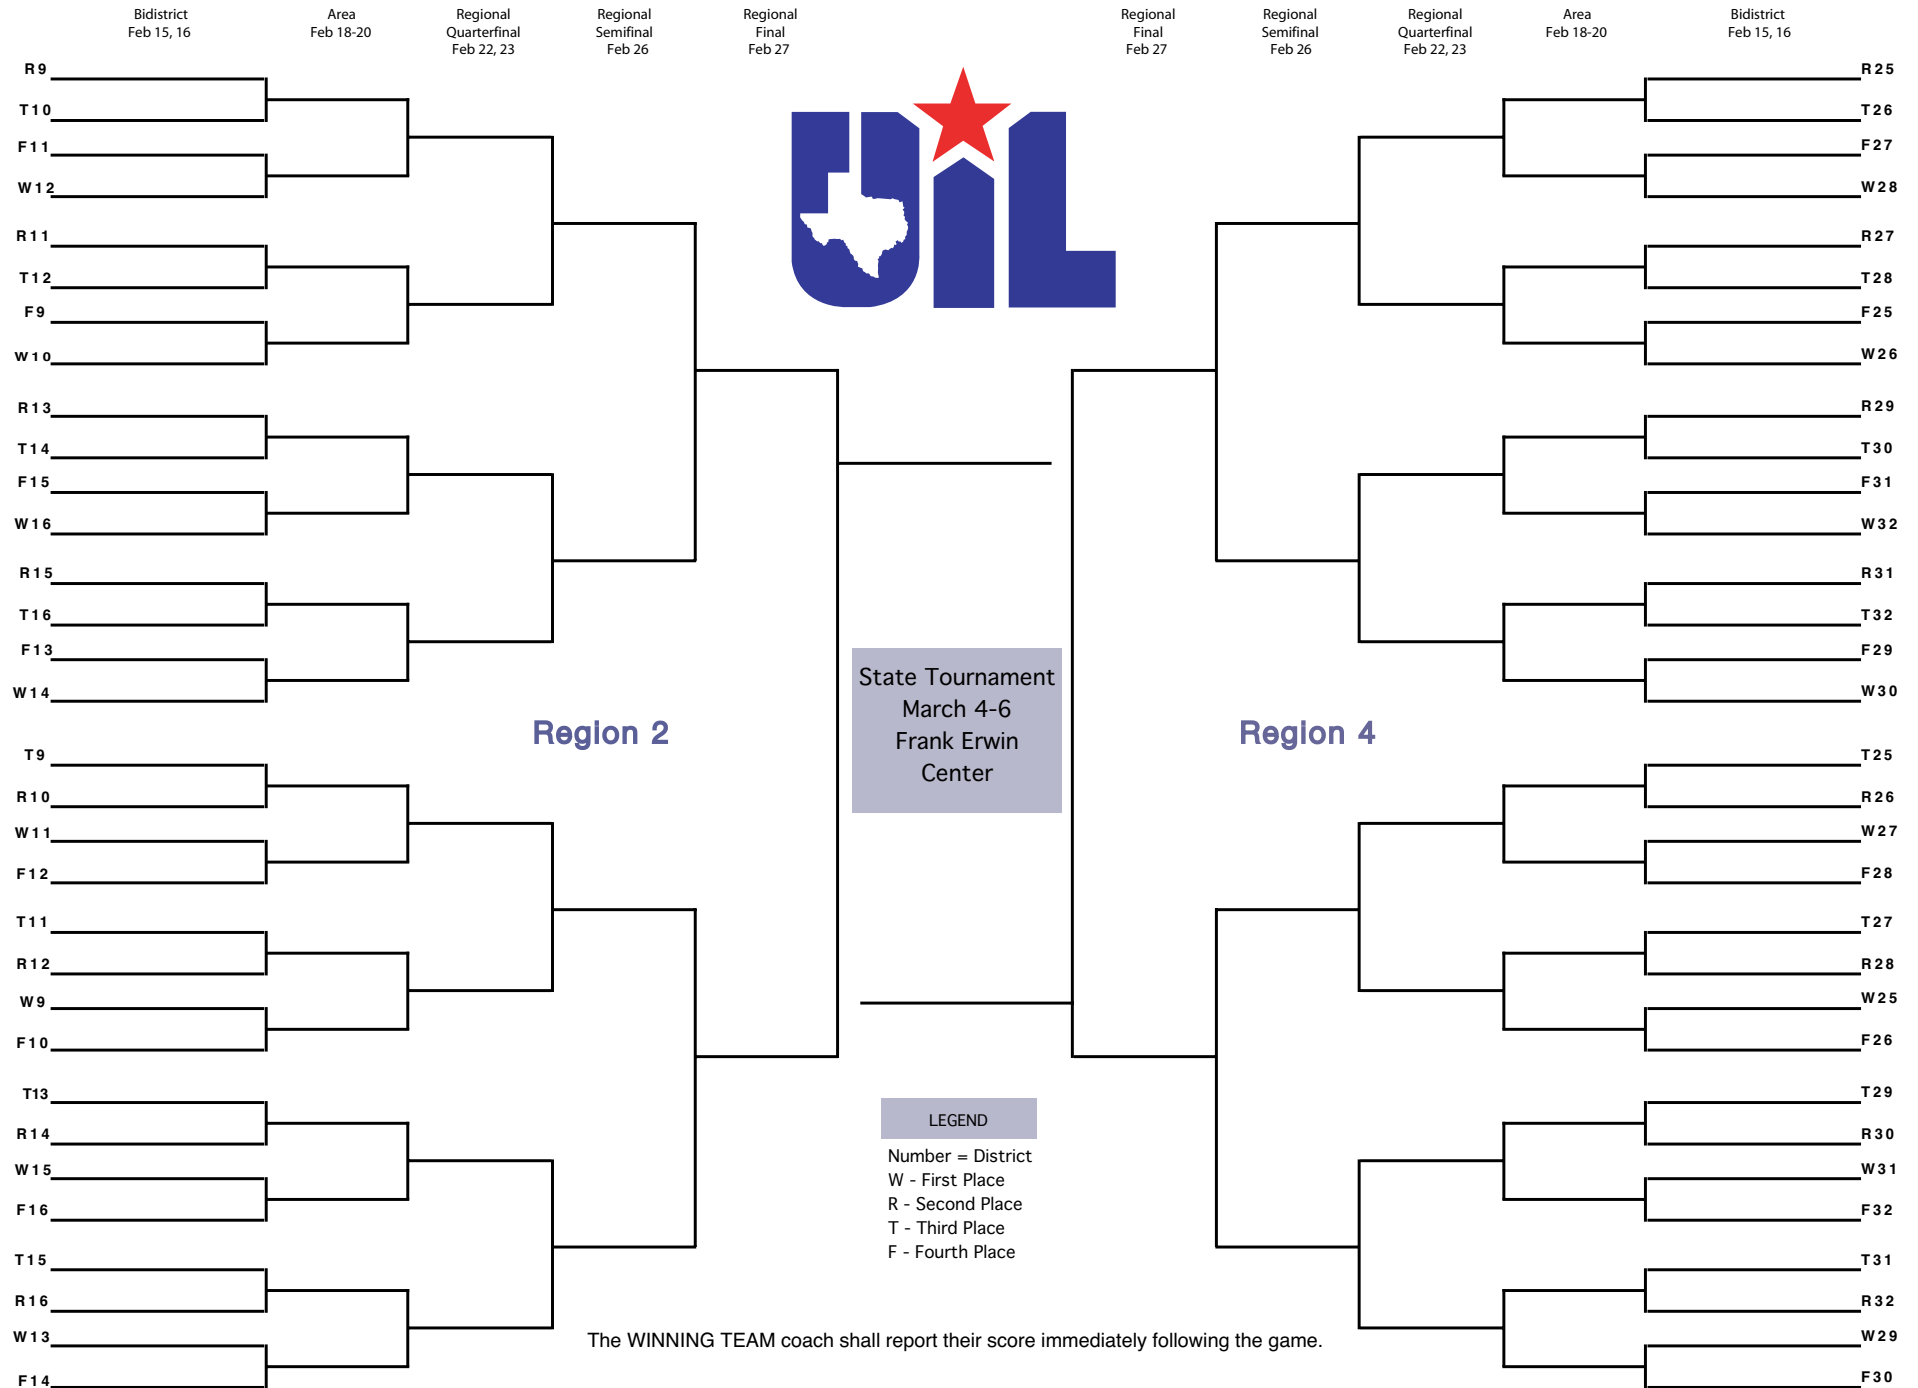 Bidistrict
Feb 15, 16
Area
Feb 18-20
Regional
Quarterfinal
Feb 22, 23
Regional
Semifinal
Feb 26
Regional
Final
Feb 27
Regional
Final
Feb 27
Regional
Semifinal
Feb 26
Regional
Quarterfinal
Feb 22, 23
Area
Feb 18-20
Bidistrict
Feb 15, 16
UIL
R9
T10
F11
W12
R11
T12
F9
W10
R13
T14
F15
W16
R15
T16
F13
W14
Region 2
T9
R10
W11
F12
T11
R12
W9
F10
T13
R14
W15
F16
T15
R16
W13
F14
State Tournament
March 4-6
Frank Erwin
Center
LEGEND
Number = District
W - First Place
R - Second Place
T - Third Place
F - Fourth Place
The WINNING TEAM coach shall report their score immediately following the game.
R25
T26
F27
W28
R27
T28
F25
W26
R29
T30
F31
W32
R31
T32
F29
W30
Region 4
T25
R26
W27
F28
T27
R28
W25
F26
T29
R30
W31
F32
T31
R32
W29
F30